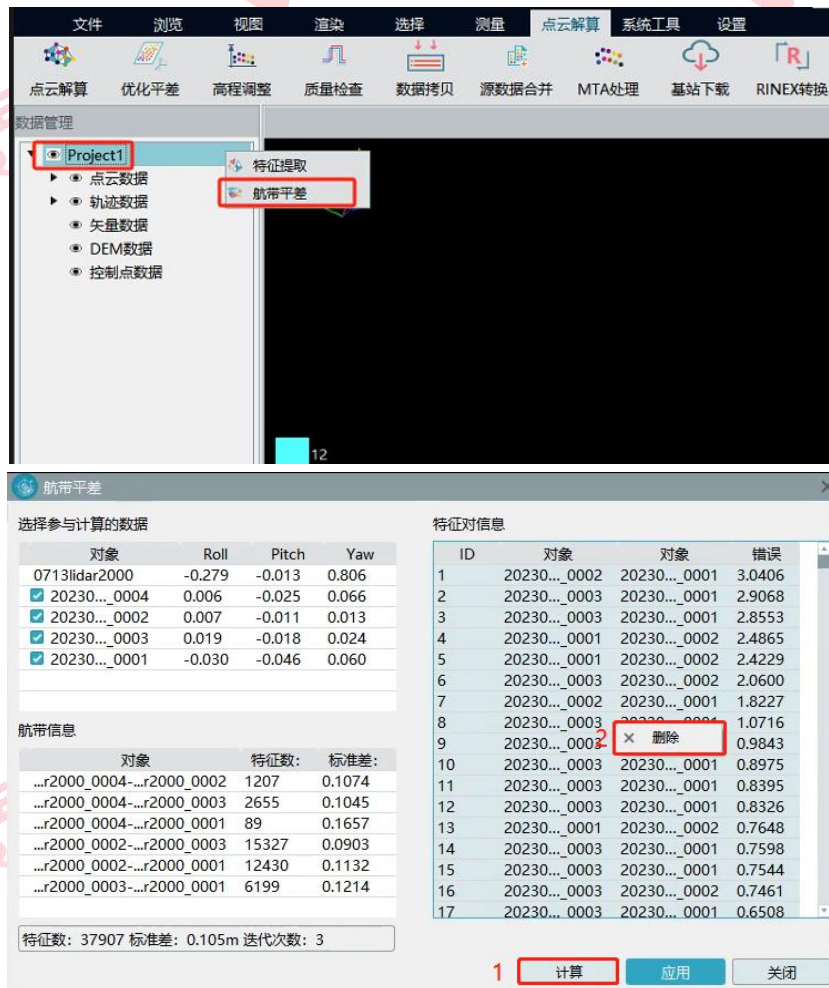 文件 浏览 视图 渲染 选择 测量 点云解算 系统工具 设置
点云解算 优化平差 高程调整 质量检查 数据拷贝 源数据合并 MTA处理 基站下载 RINEX转换
数据管理
Project1
特征提取
点云数据
航带平差
轨迹数据
矢量数据
DEM数据
控制点数据
12
航带平差
选择参与计算的数据
对象 Roll Pitch Yaw
0713lidar2000 -0.279 -0.013 0.806
20230..._0004 0.006 -0.025 0.066
20230..._0002 0.007 -0.011 0.013
20230..._0003 0.019 -0.018 0.024
20230..._0001 -0.030 -0.046 0.060
航带信息
对象 特征数: 标准差:
...r2000_0004-...r2000_0002 1207 0.1074
...r2000_0004-...r2000_0003 2655 0.1045
...r2000_0004-...r2000_0001 89 0.1657
...r2000_0002-...r2000_0003 15327 0.0903
...r2000_0002-...r2000_0001 12430 0.1132
...r2000_0003-...r2000_0001 6199 0.1214
特征数: 37907 标准差: 0.105m 迭代次数: 3
特征对信息
ID 对象 对象 错误
1 20230..._0002 20230..._0001 3.0406
2 20230..._0003 20230..._0001 2.9068
3 20230..._0003 20230..._0001 2.8553
4 20230..._0001 20230..._0002 2.4865
5 20230..._0001 20230..._0002 2.4229
6 20230..._0003 20230..._0002 2.0600
7 20230..._0002 20230..._0001 1.8227
8 20230..._0003 1.0716
2 删除
9 0.9843
10 20230..._0003 20230..._0001 0.8975
11 20230..._0003 20230..._0001 0.8395
12 20230..._0003 20230..._0001 0.8326
13 20230..._0001 20230..._0002 0.7648
14 20230..._0003 20230..._0001 0.7598
15 20230..._0003 20230..._0001 0.7544
16 20230..._0003 20230..._0002 0.7461
17 20230..._0003 20230..._0001 0.6508
1 计算 应用 关闭